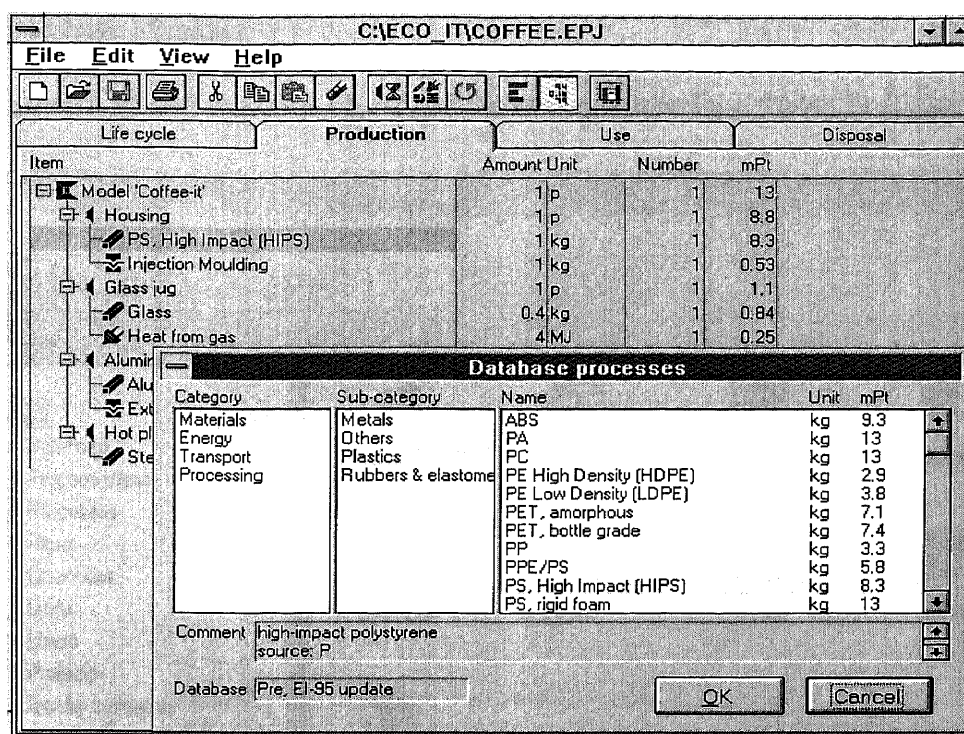 C:\ECO_IT\COFFEE.EPJ
File Edit View Help
Life cycle Production Use Disposal
Item Amount Unit Number mPt
Model 'Coffee-it' 1 p 1 13
Housing 1 p 1 8.8
PS, High Impact (HIPS) 1 kg 1 8.3
Injection Moulding 1 kg 1 0.53
Glass jug 1 p 1 1.1
Glass 0.4 kg 1 0.84
Heat from gas 4 MJ 1 0.25
Alumin
Alu
Ext
Hot pl
Ste
Database processes
Category Sub-category Name Unit mPt
Materials Metals ABS kg 9.3
Energy Others PA kg 13
Transport Plastics PC kg 13
Processing Rubbers & elastome PE High Density (HDPE) kg 2.9
PE Low Density (LDPE) kg 3.8
PET, amorphous kg 7.1
PET, bottle grade kg 7.4
PP kg 3.3
PPE/PS kg 5.8
PS, High Impact (HIPS) kg 8.3
PS, rigid foam kg 13
Comment high-impact polystyrene
source: P
Database Pre, EI-95 update
OK Cancel